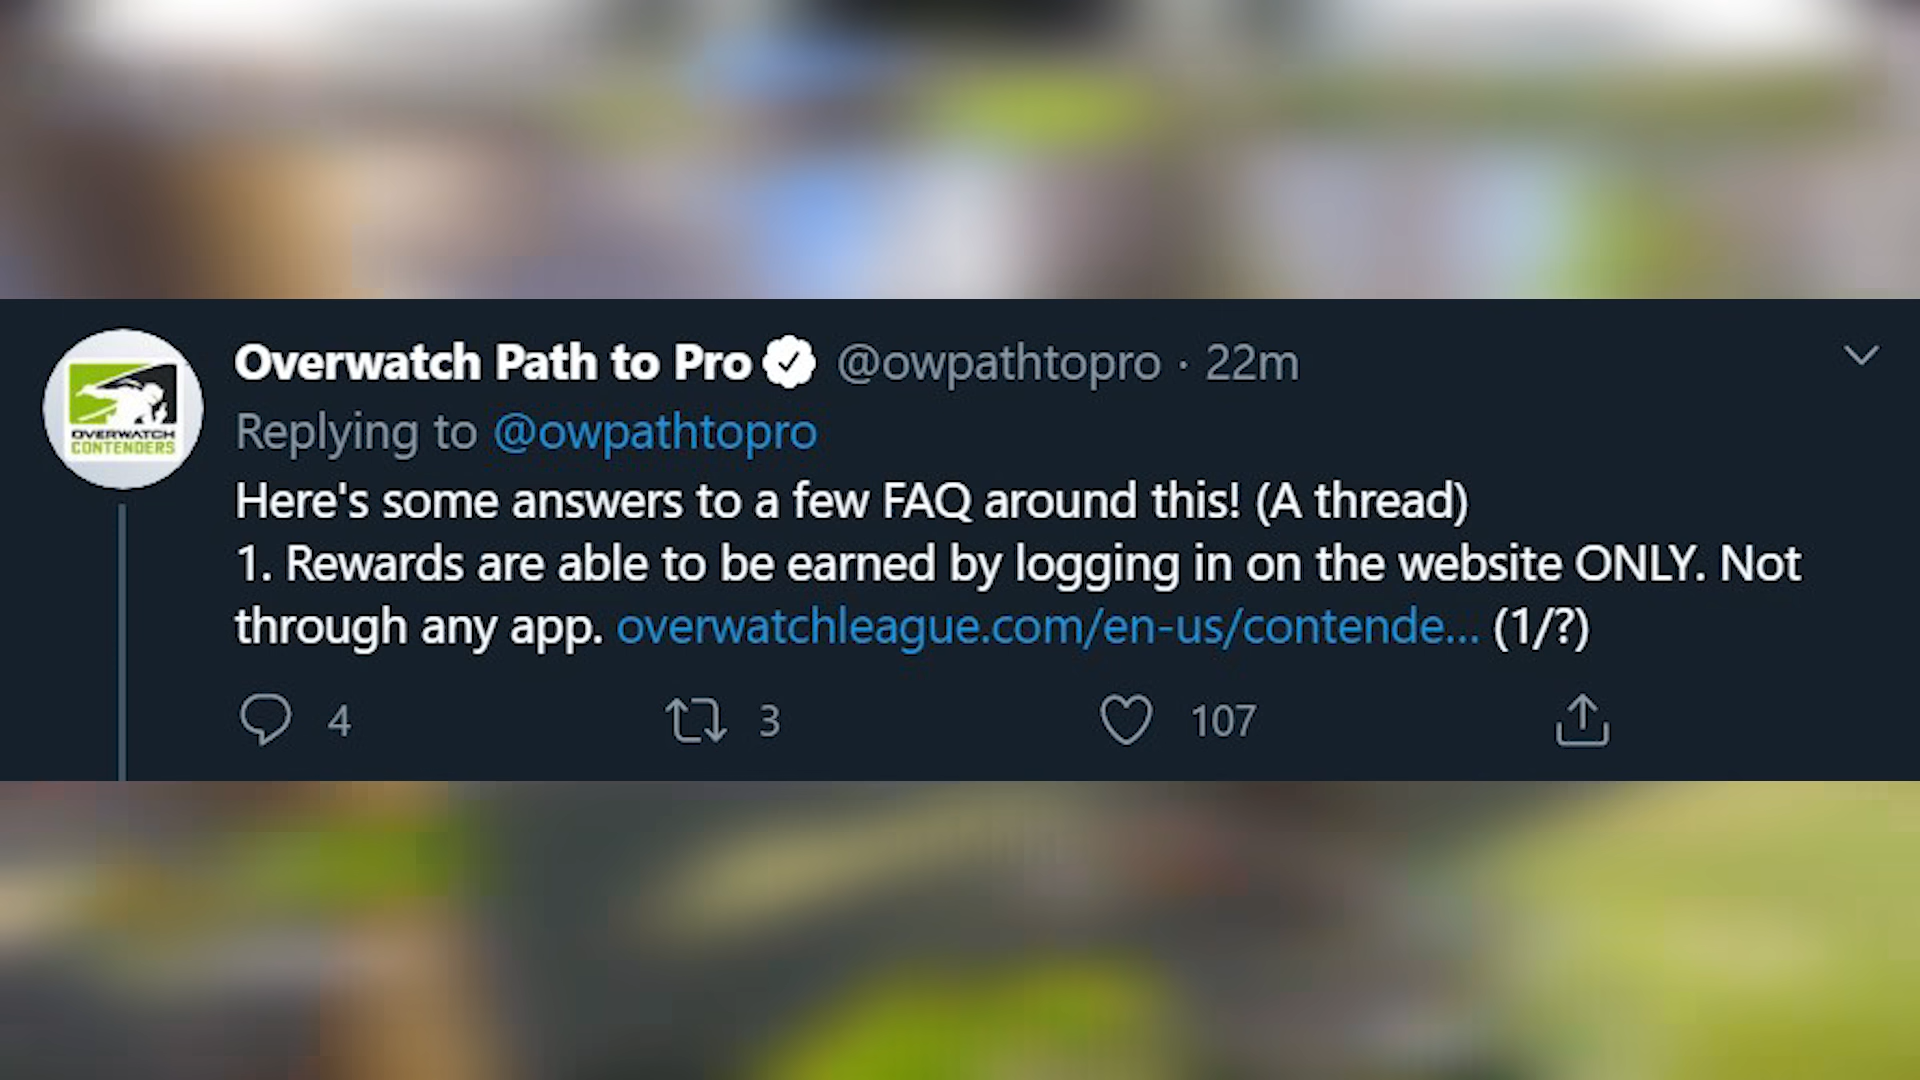 Overwatch Path to Pro @owpathtopro · 22m
OVERWATCH
CONTENDERS
Replying to @owpathtopro
Here's some answers to a few FAQ around this! (A thread)
1. Rewards are able to be earned by logging in on the website ONLY. Not
through any app. overwatchleague.com/en-us/contende... (1/?)
4 3 107